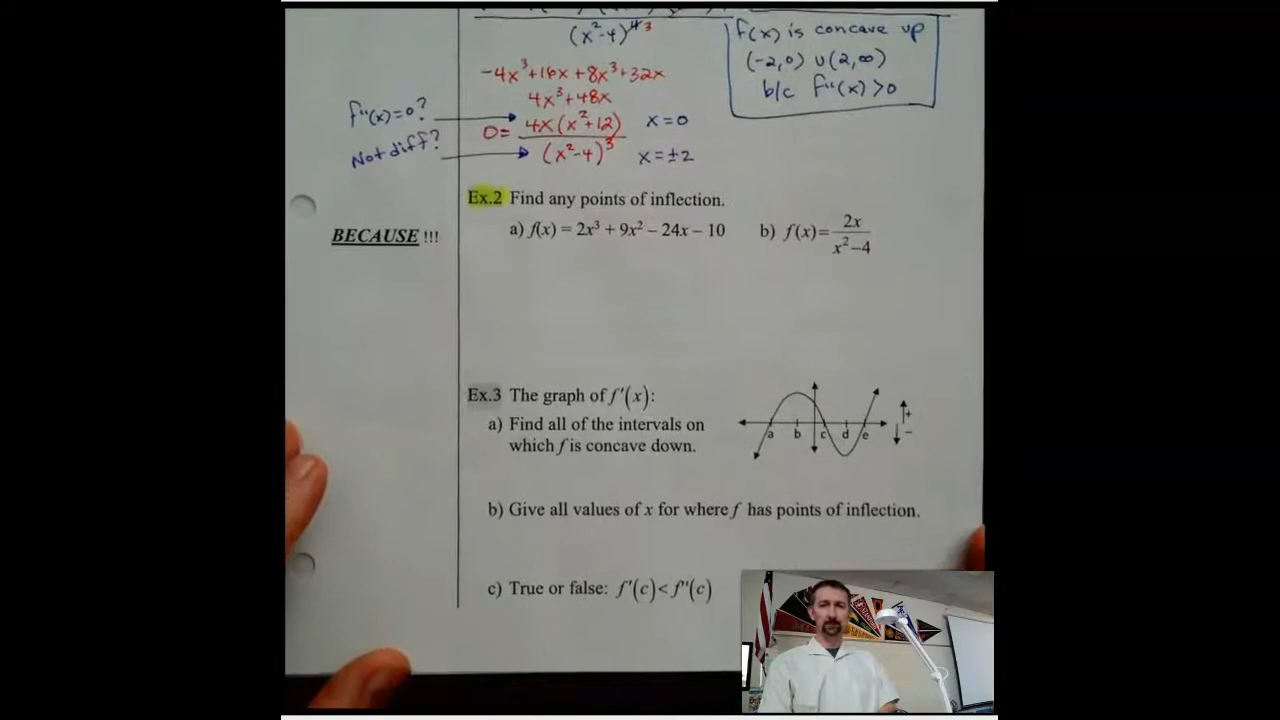 (x²-4)⁴ ³
f(x) is concave up
(-2,0) ∪ (2,∞)
b/c f''(x) > 0
-4x³+16x+8x³+32x
4x³+48x
f''(x)=0?
0= 4x(x²+12) x=0
Not diff?
(x²-4)³ x=±2
Ex.2 Find any points of inflection.
a) f(x) = 2x³ + 9x² – 24x – 10 b) f(x)= 2x
x²–4
BECAUSE !!!
Ex.3 The graph of f'(x):
a) Find all of the intervals on
which f is concave down.
a b c d e
+
–
b) Give all values of x for where f has points of inflection.
c) True or false: f'(c) < f''(c)